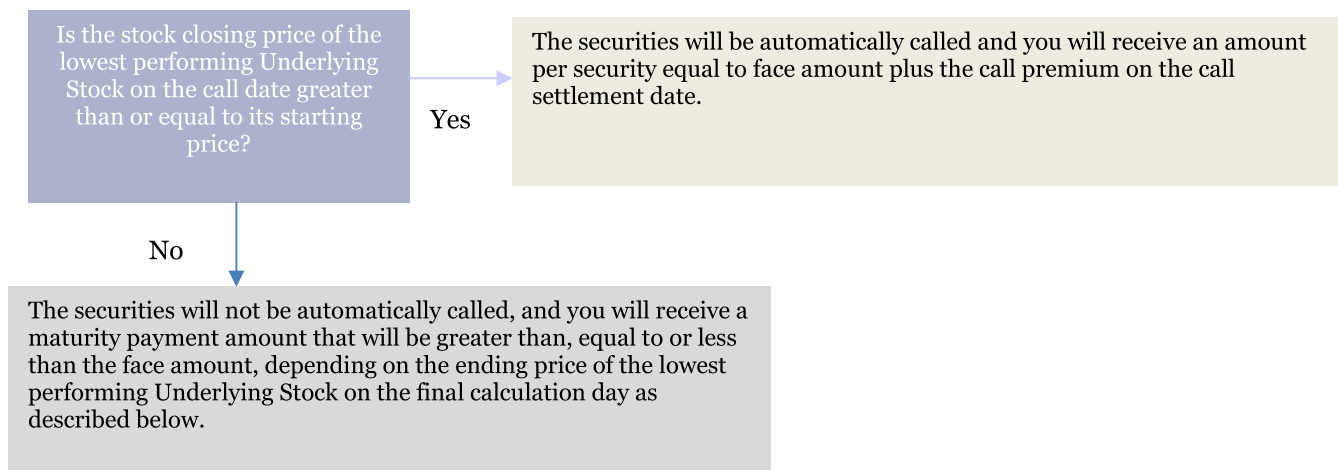 Is the stock closing price of the
lowest performing Underlying
Stock on the call date greater
than or equal to its starting
price?
Yes
The securities will be automatically called and you will receive an amount
per security equal to face amount plus the call premium on the call
settlement date.
No
The securities will not be automatically called, and you will receive a
maturity payment amount that will be greater than, equal to or less
than the face amount, depending on the ending price of the lowest
performing Underlying Stock on the final calculation day as
described below.